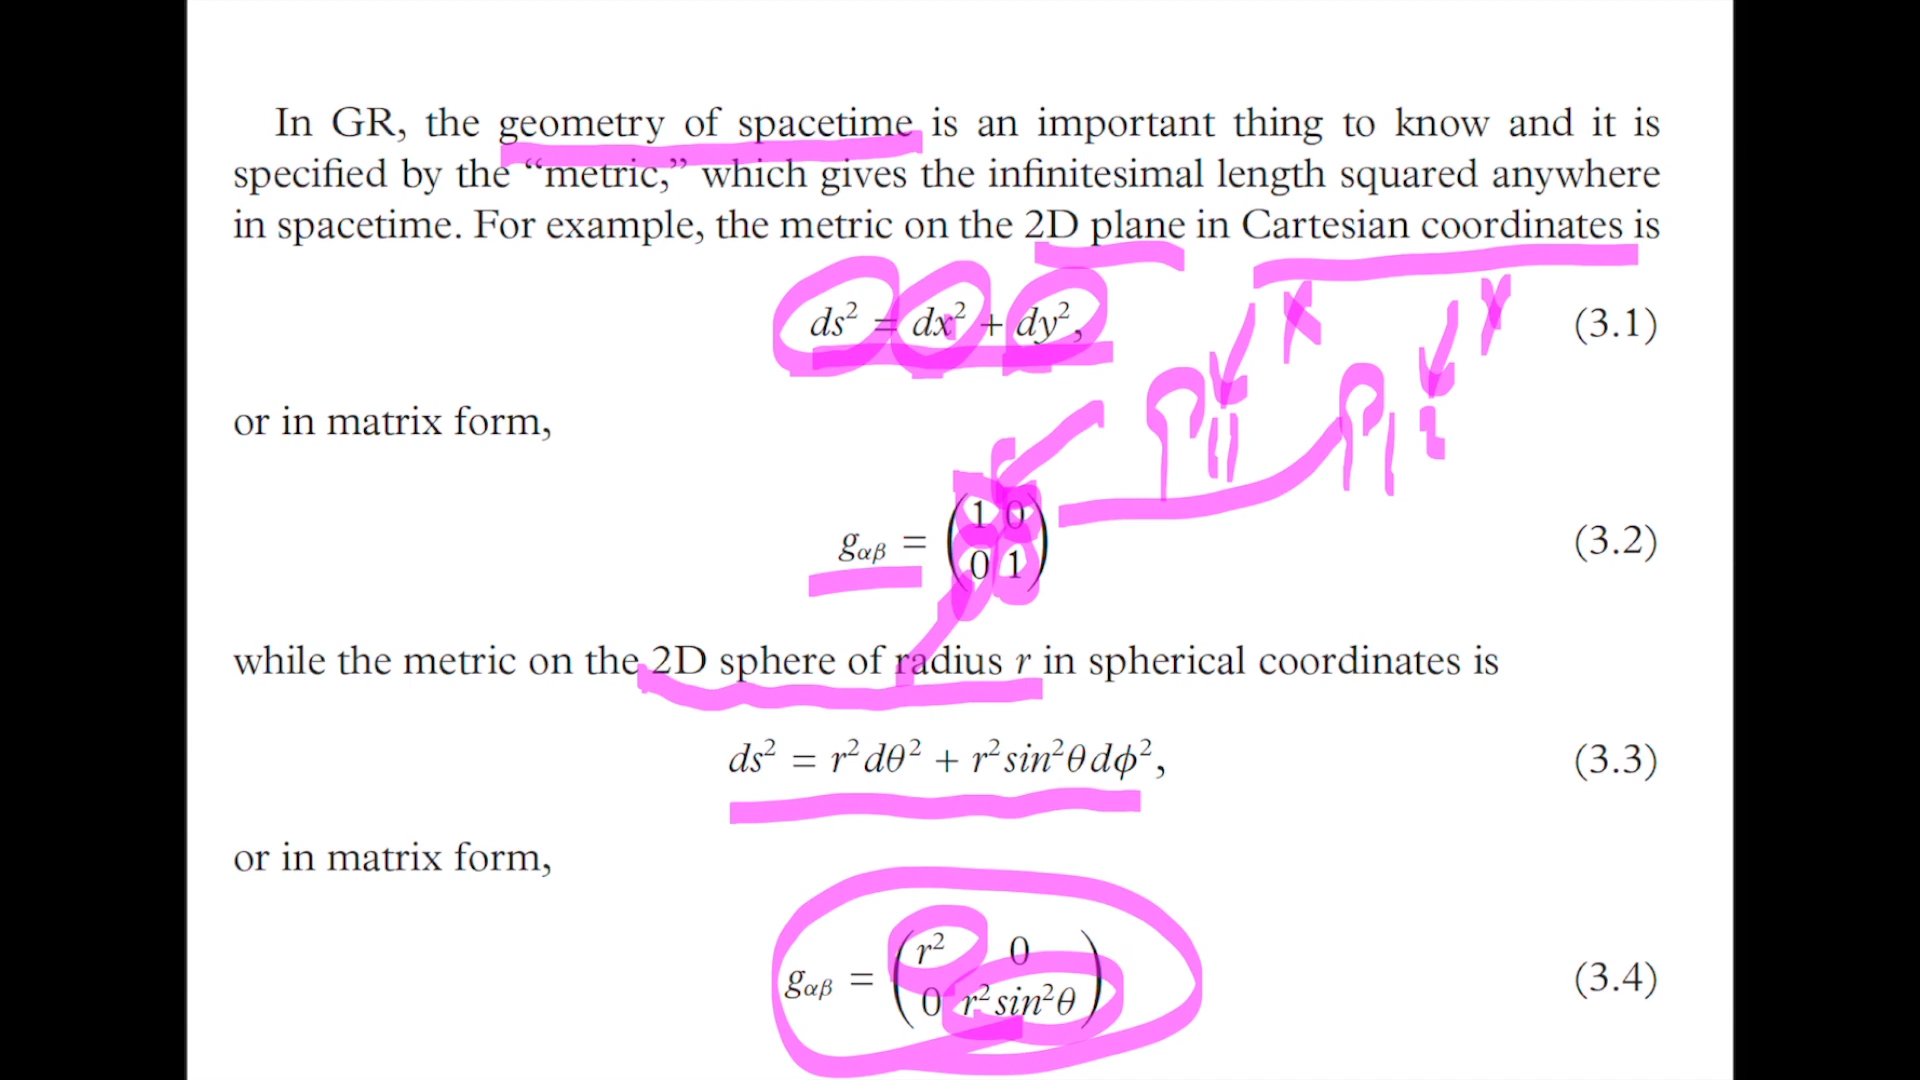 In GR, the geometry of spacetime is an important thing to know and it is
specified by the “metric,” which gives the infinitesimal length squared anywhere
in spacetime. For example, the metric on the 2D plane in Cartesian coordinates is
ds² = dx² + dy², (3.1)
X Y
or in matrix form,
11 12
gαβ = (1 0
0 1) (3.2)
while the metric on the 2D sphere of radius r in spherical coordinates is
ds² = r²dθ² + r²sin²θdϕ², (3.3)
or in matrix form,
gαβ = (r² 0
0 r²sin²θ) (3.4)